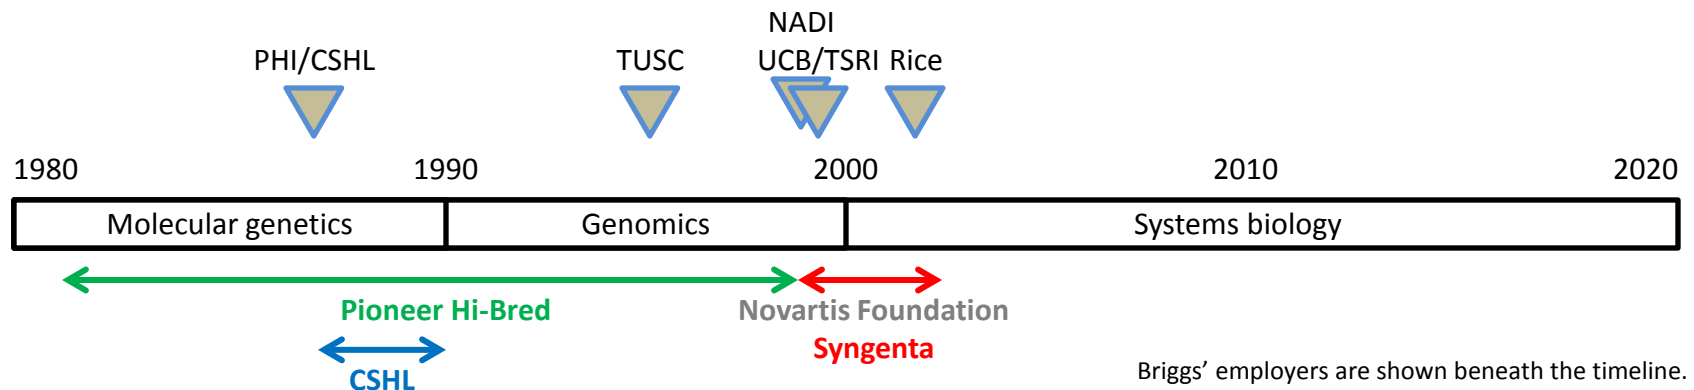 NADI
PHI/CSHL TUSC UCB/TSRI Rice
1980 1990 2000 2010 2020
Molecular genetics Genomics Systems biology
Pioneer Hi-Bred Novartis Foundation
Syngenta
CSHL
Briggs’ employers are shown beneath the timeline.